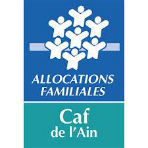 ALLOCATIONS
FAMILIALES
Caf
de l'Ain